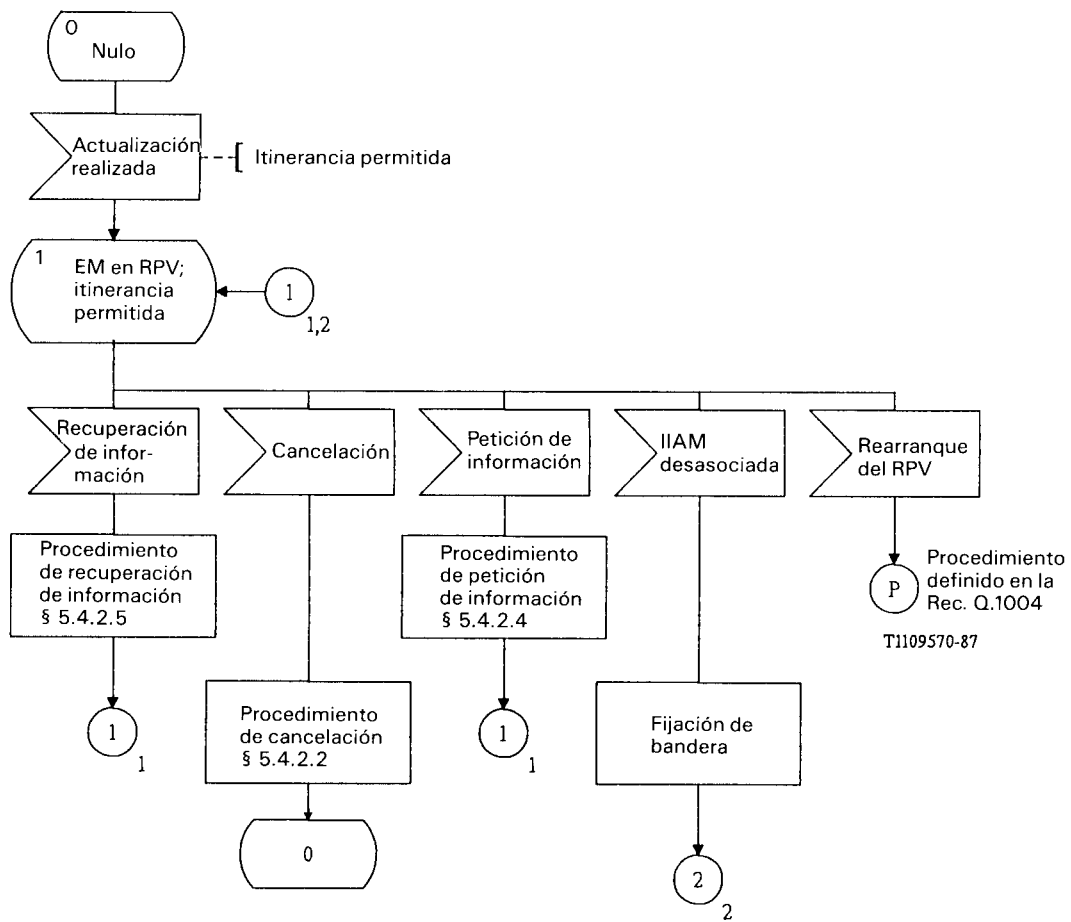 0
Nulo
Actualización
realizada
Itinerancia permitida
1
EM en RPV;
itinerancia
permitida
1
1,2
Recuperación
de infor-
mación
Cancelación
Petición de
información
IIAM
desasociada
Rearranque
del RPV
Procedimiento
de recuperación
de información
§ 5.4.2.5
Procedimiento
de petición
de información
§ 5.4.2.4
P
Procedimiento
definido en la
Rec. Q.1004
T1109570-87
1
1
Procedimiento
de cancelación
§ 5.4.2.2
1
1
Fijación de
bandera
0
2
2